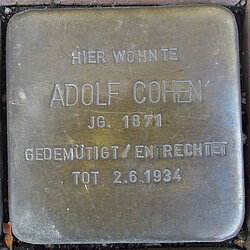 HIER WOHNTE
ADOLF COHEN
JG. 1871
GEDEMÜTIGT/ENTRECHTET
TOT 2.6.1934